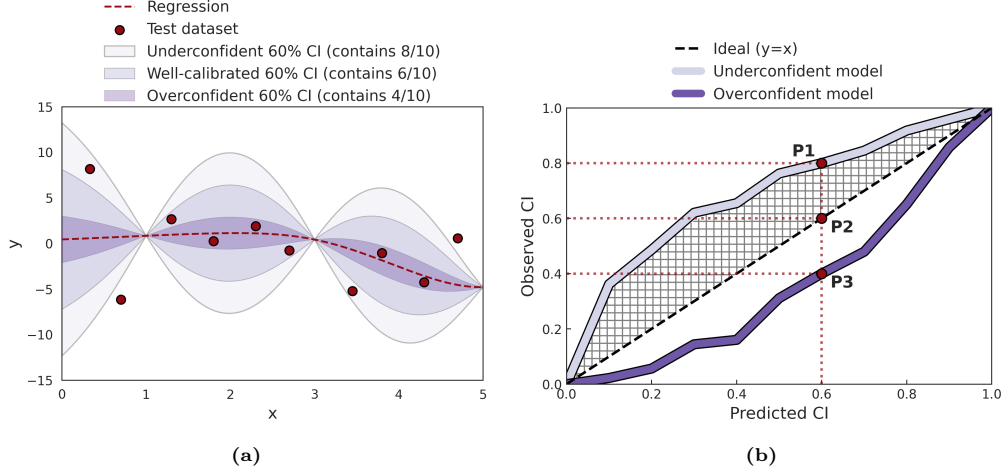 Regression
Test dataset
Underconfident 60% CI (contains 8/10)
Well-calibrated 60% CI (contains 6/10)
Overconfident 60% CI (contains 4/10)
15
10
5
0
−5
−10
−15
y
0
1
2
3
4
5
x
(a)
Ideal (y=x)
Underconfident model
Overconfident model
1.0
0.8
0.6
0.4
0.2
0.0
Observed CI
P1
P2
P3
0.0
0.2
0.4
0.6
0.8
1.0
Predicted CI
(b)